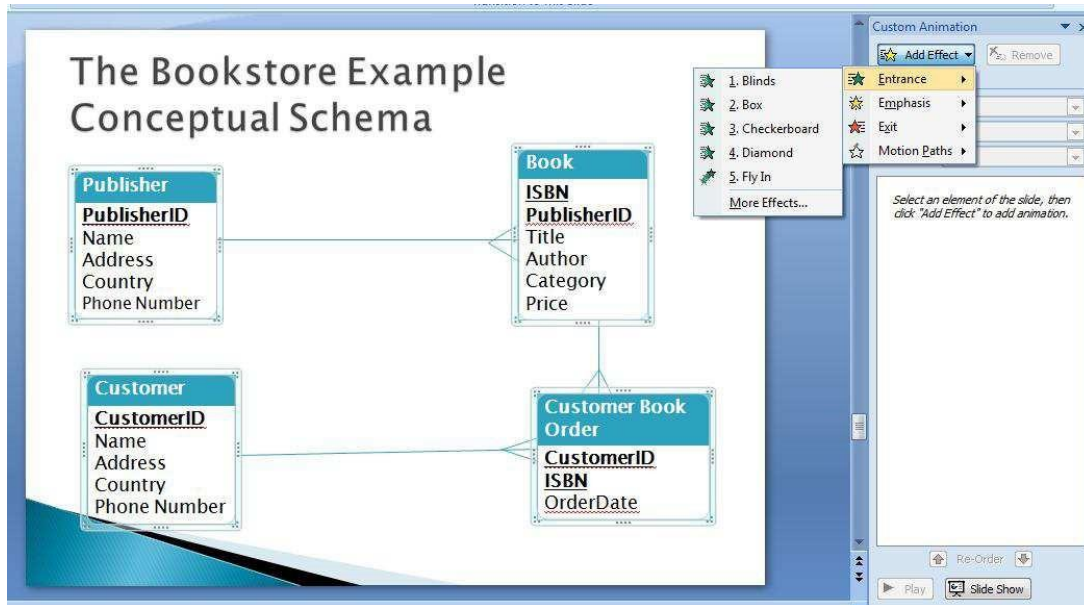 The Bookstore Example
Conceptual Schema
Publisher
PublisherID
Name
Address
Country
Phone Number
Book
ISBN
PublisherID
Title
Author
Category
Price
Customer
CustomerID
Name
Address
Country
Phone Number
Customer Book
Order
CustomerID
ISBN
OrderDate
1. Blinds
2. Box
3. Checkerboard
4. Diamond
5. Fly In
More Effects...
Custom Animation
Add Effect
Remove
Entrance
Emphasis
Exit
Motion Paths
Select an element of the slide, then
click "Add Effect" to add animation.
Re-Order
Play
Slide Show